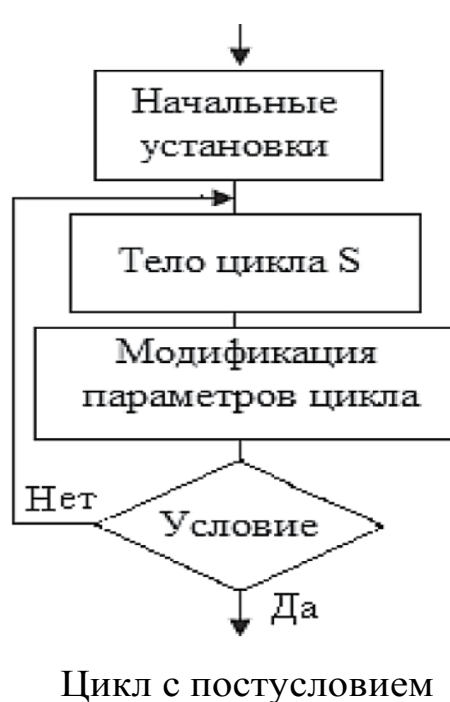 Начальные
установки
Тело цикла S
Модификация
параметров цикла
Нет
Условие
Да
Цикл с постусловием